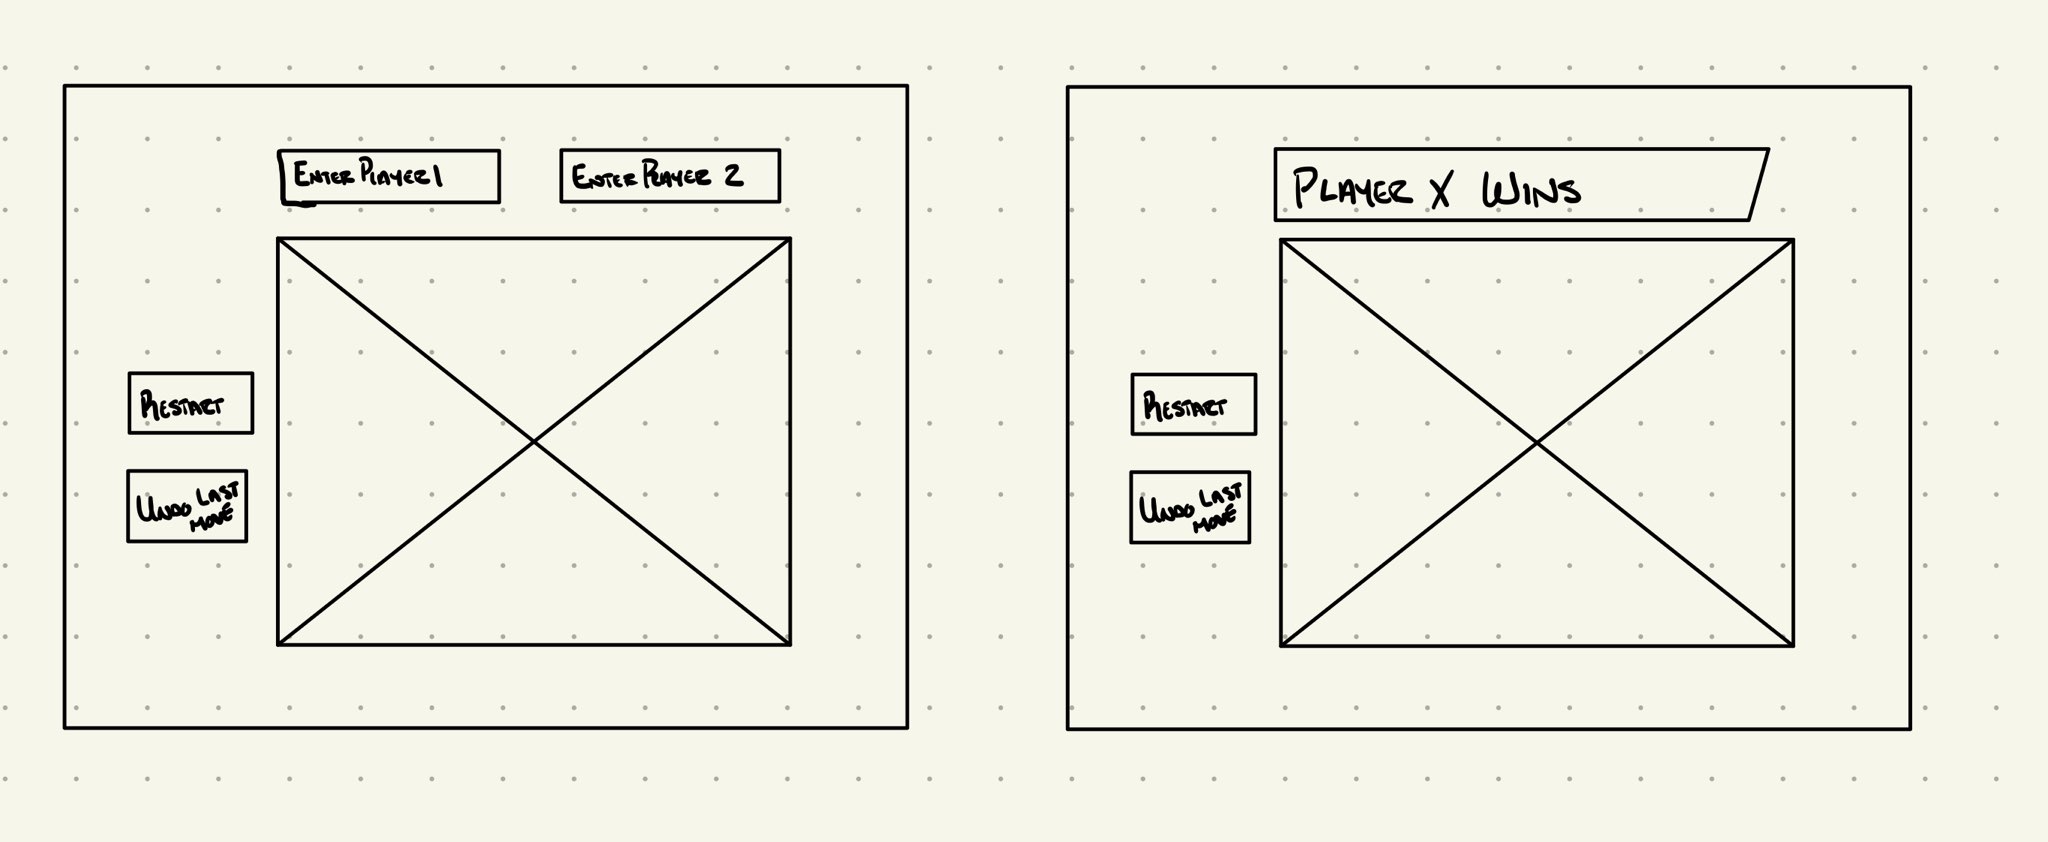 Enter Player 1
Enter Player 2
Restart
Undo Last
Move
Player X Wins
Restart
Undo Last
Move